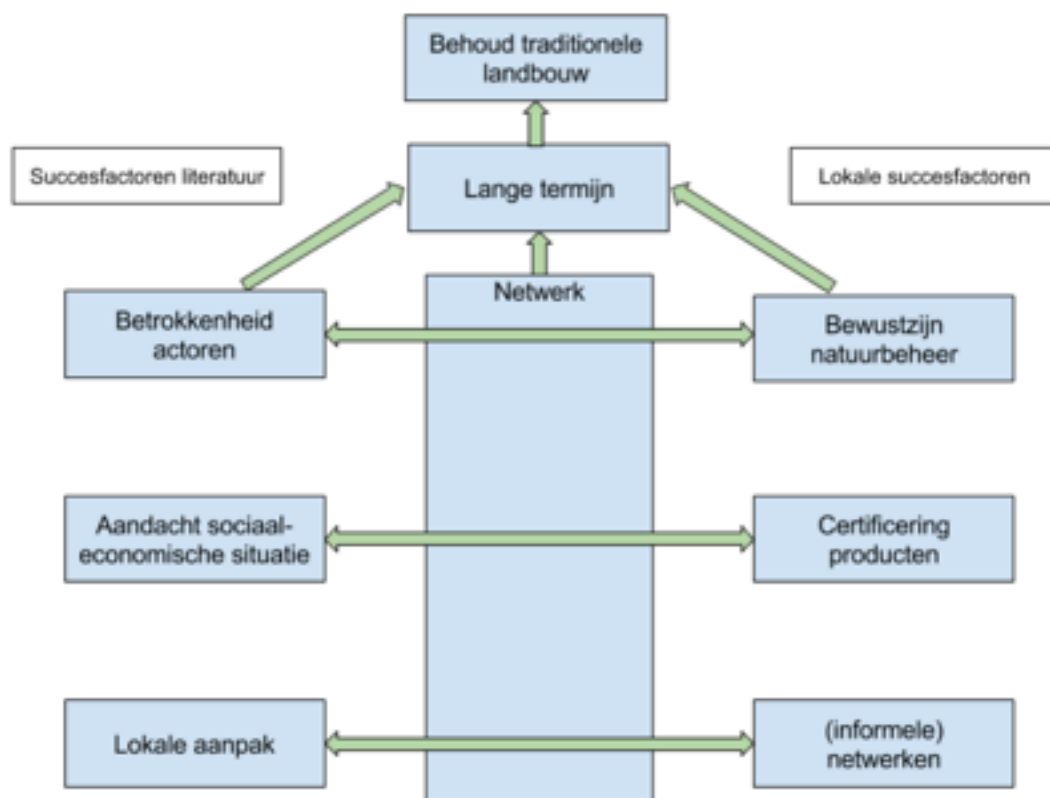 Behoud traditionele
landbouw
Succesfactoren literatuur
Lange termijn
Lokale succesfactoren
Netwerk
Betrokkenheid
actoren
Bewustzijn
natuurbeheer
Aandacht sociaal-
economische situatie
Certificering
producten
Lokale aanpak
(informele)
netwerken